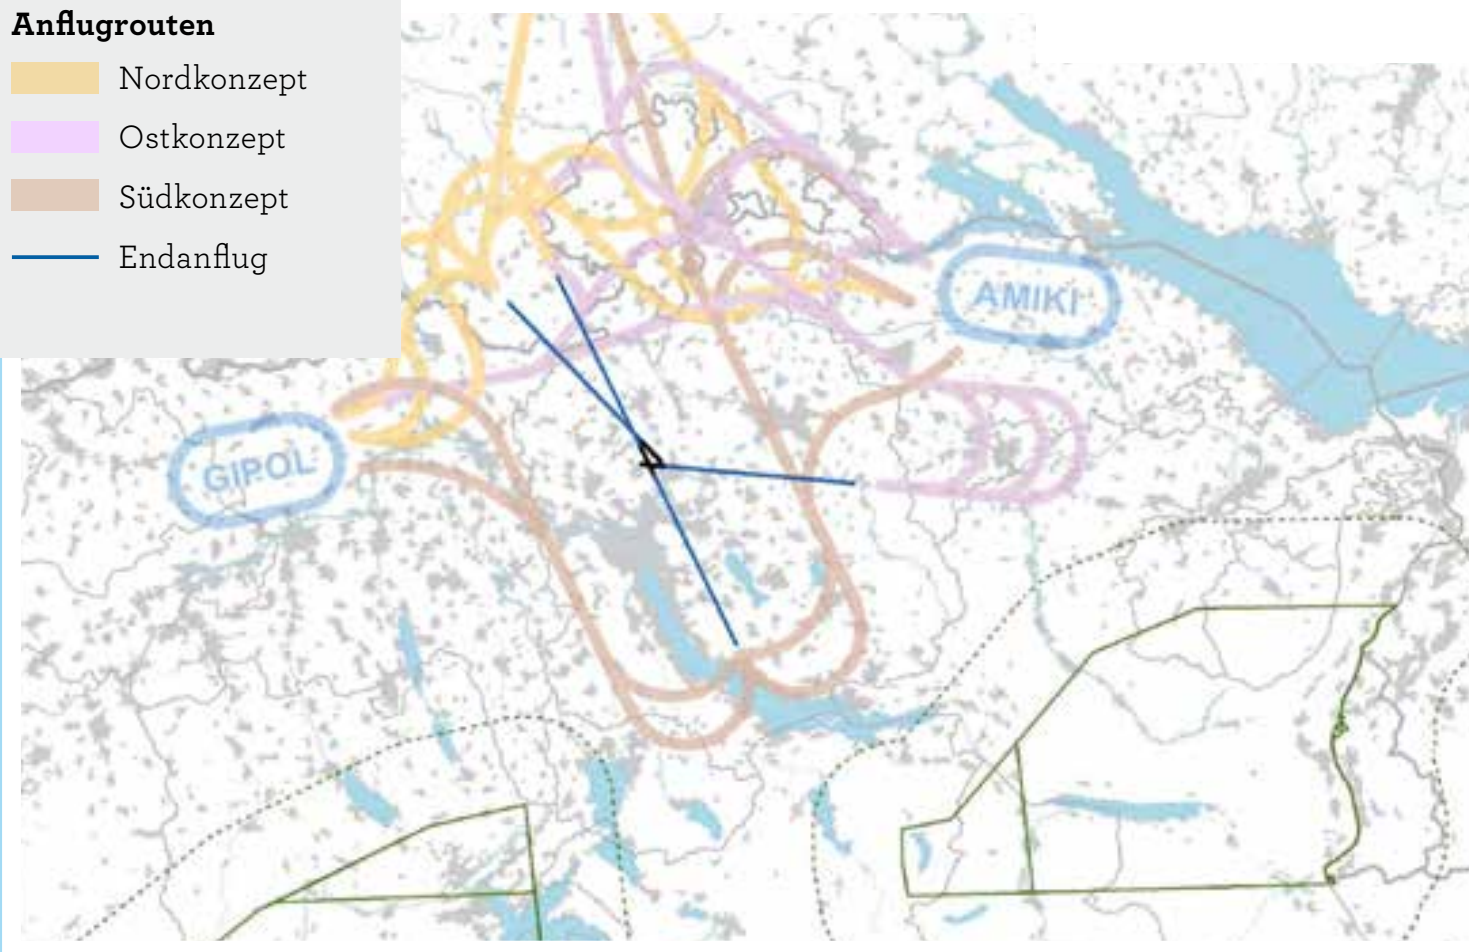 Anflugrouten
Nordkonzept
Ostkonzept
Südkonzept
Endanflug
AMIKI
GIPOL